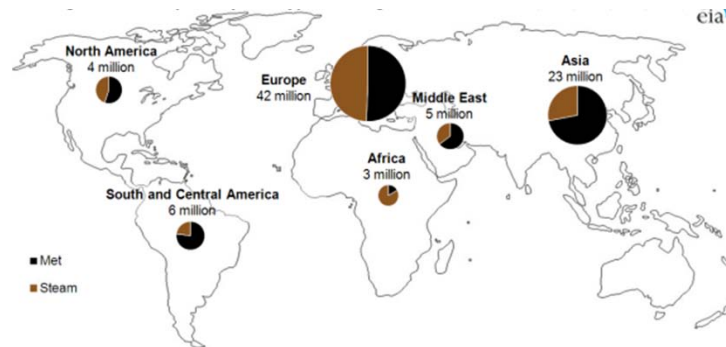 eia
North America
4 million
Europe
42 million
Middle East
5 million
Asia
23 million
Africa
3 million
South and Central America
6 million
Met
Steam